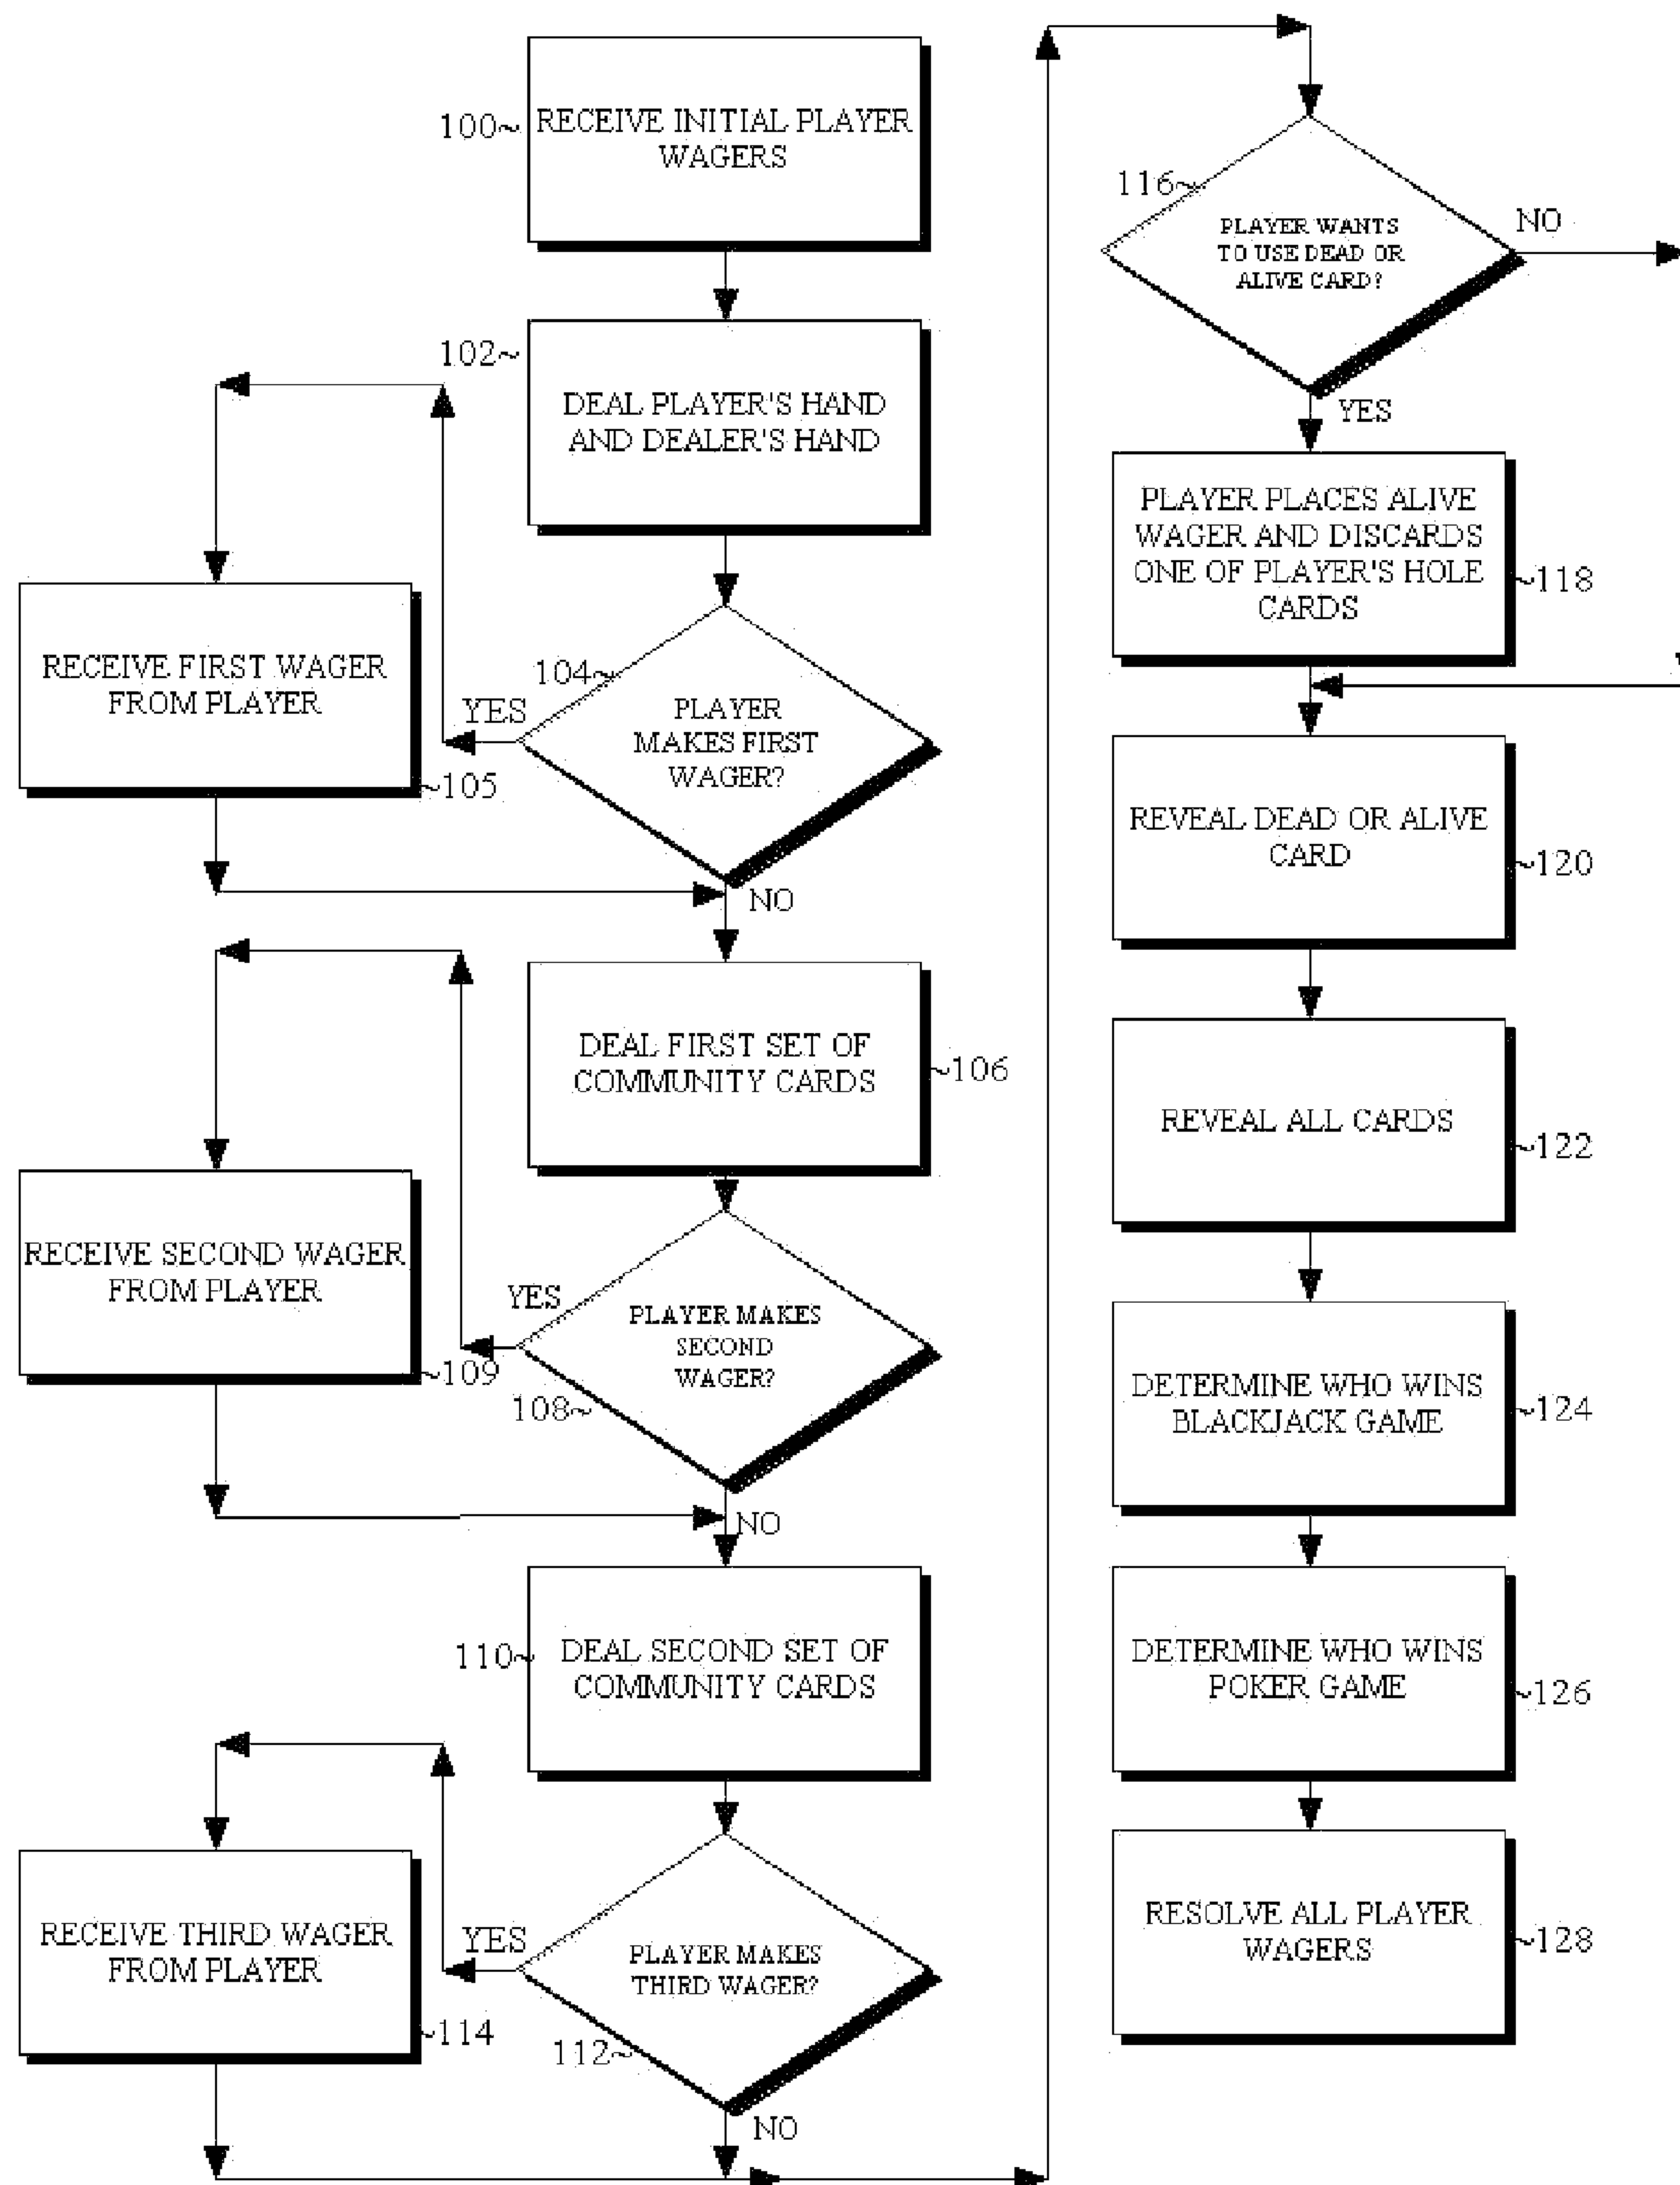 100
RECEIVE INITIAL PLAYER
WAGERS
102
DEAL PLAYER'S HAND
AND DEALER'S HAND
104
PLAYER
MAKES FIRST
WAGER?
YES
NO
RECEIVE FIRST WAGER
FROM PLAYER
105
DEAL FIRST SET OF
COMMUNITY CARDS
106
PLAYER MAKES
SECOND
WAGER?
108
YES
NO
RECEIVE SECOND WAGER
FROM PLAYER
109
110
DEAL SECOND SET OF
COMMUNITY CARDS
PLAYER MAKES
THIRD WAGER?
112
YES
NO
RECEIVE THIRD WAGER
FROM PLAYER
114
116
PLAYER WANTS
TO USE DEAD OR
ALIVE CARD?
NO
YES
PLAYER PLACES ALIVE
WAGER AND DISCARDS
ONE OF PLAYER'S HOLE
CARDS
118
REVEAL DEAD OR ALIVE
CARD
120
REVEAL ALL CARDS
122
DETERMINE WHO WINS
BLACKJACK GAME
124
DETERMINE WHO WINS
POKER GAME
126
RESOLVE ALL PLAYER
WAGERS
128